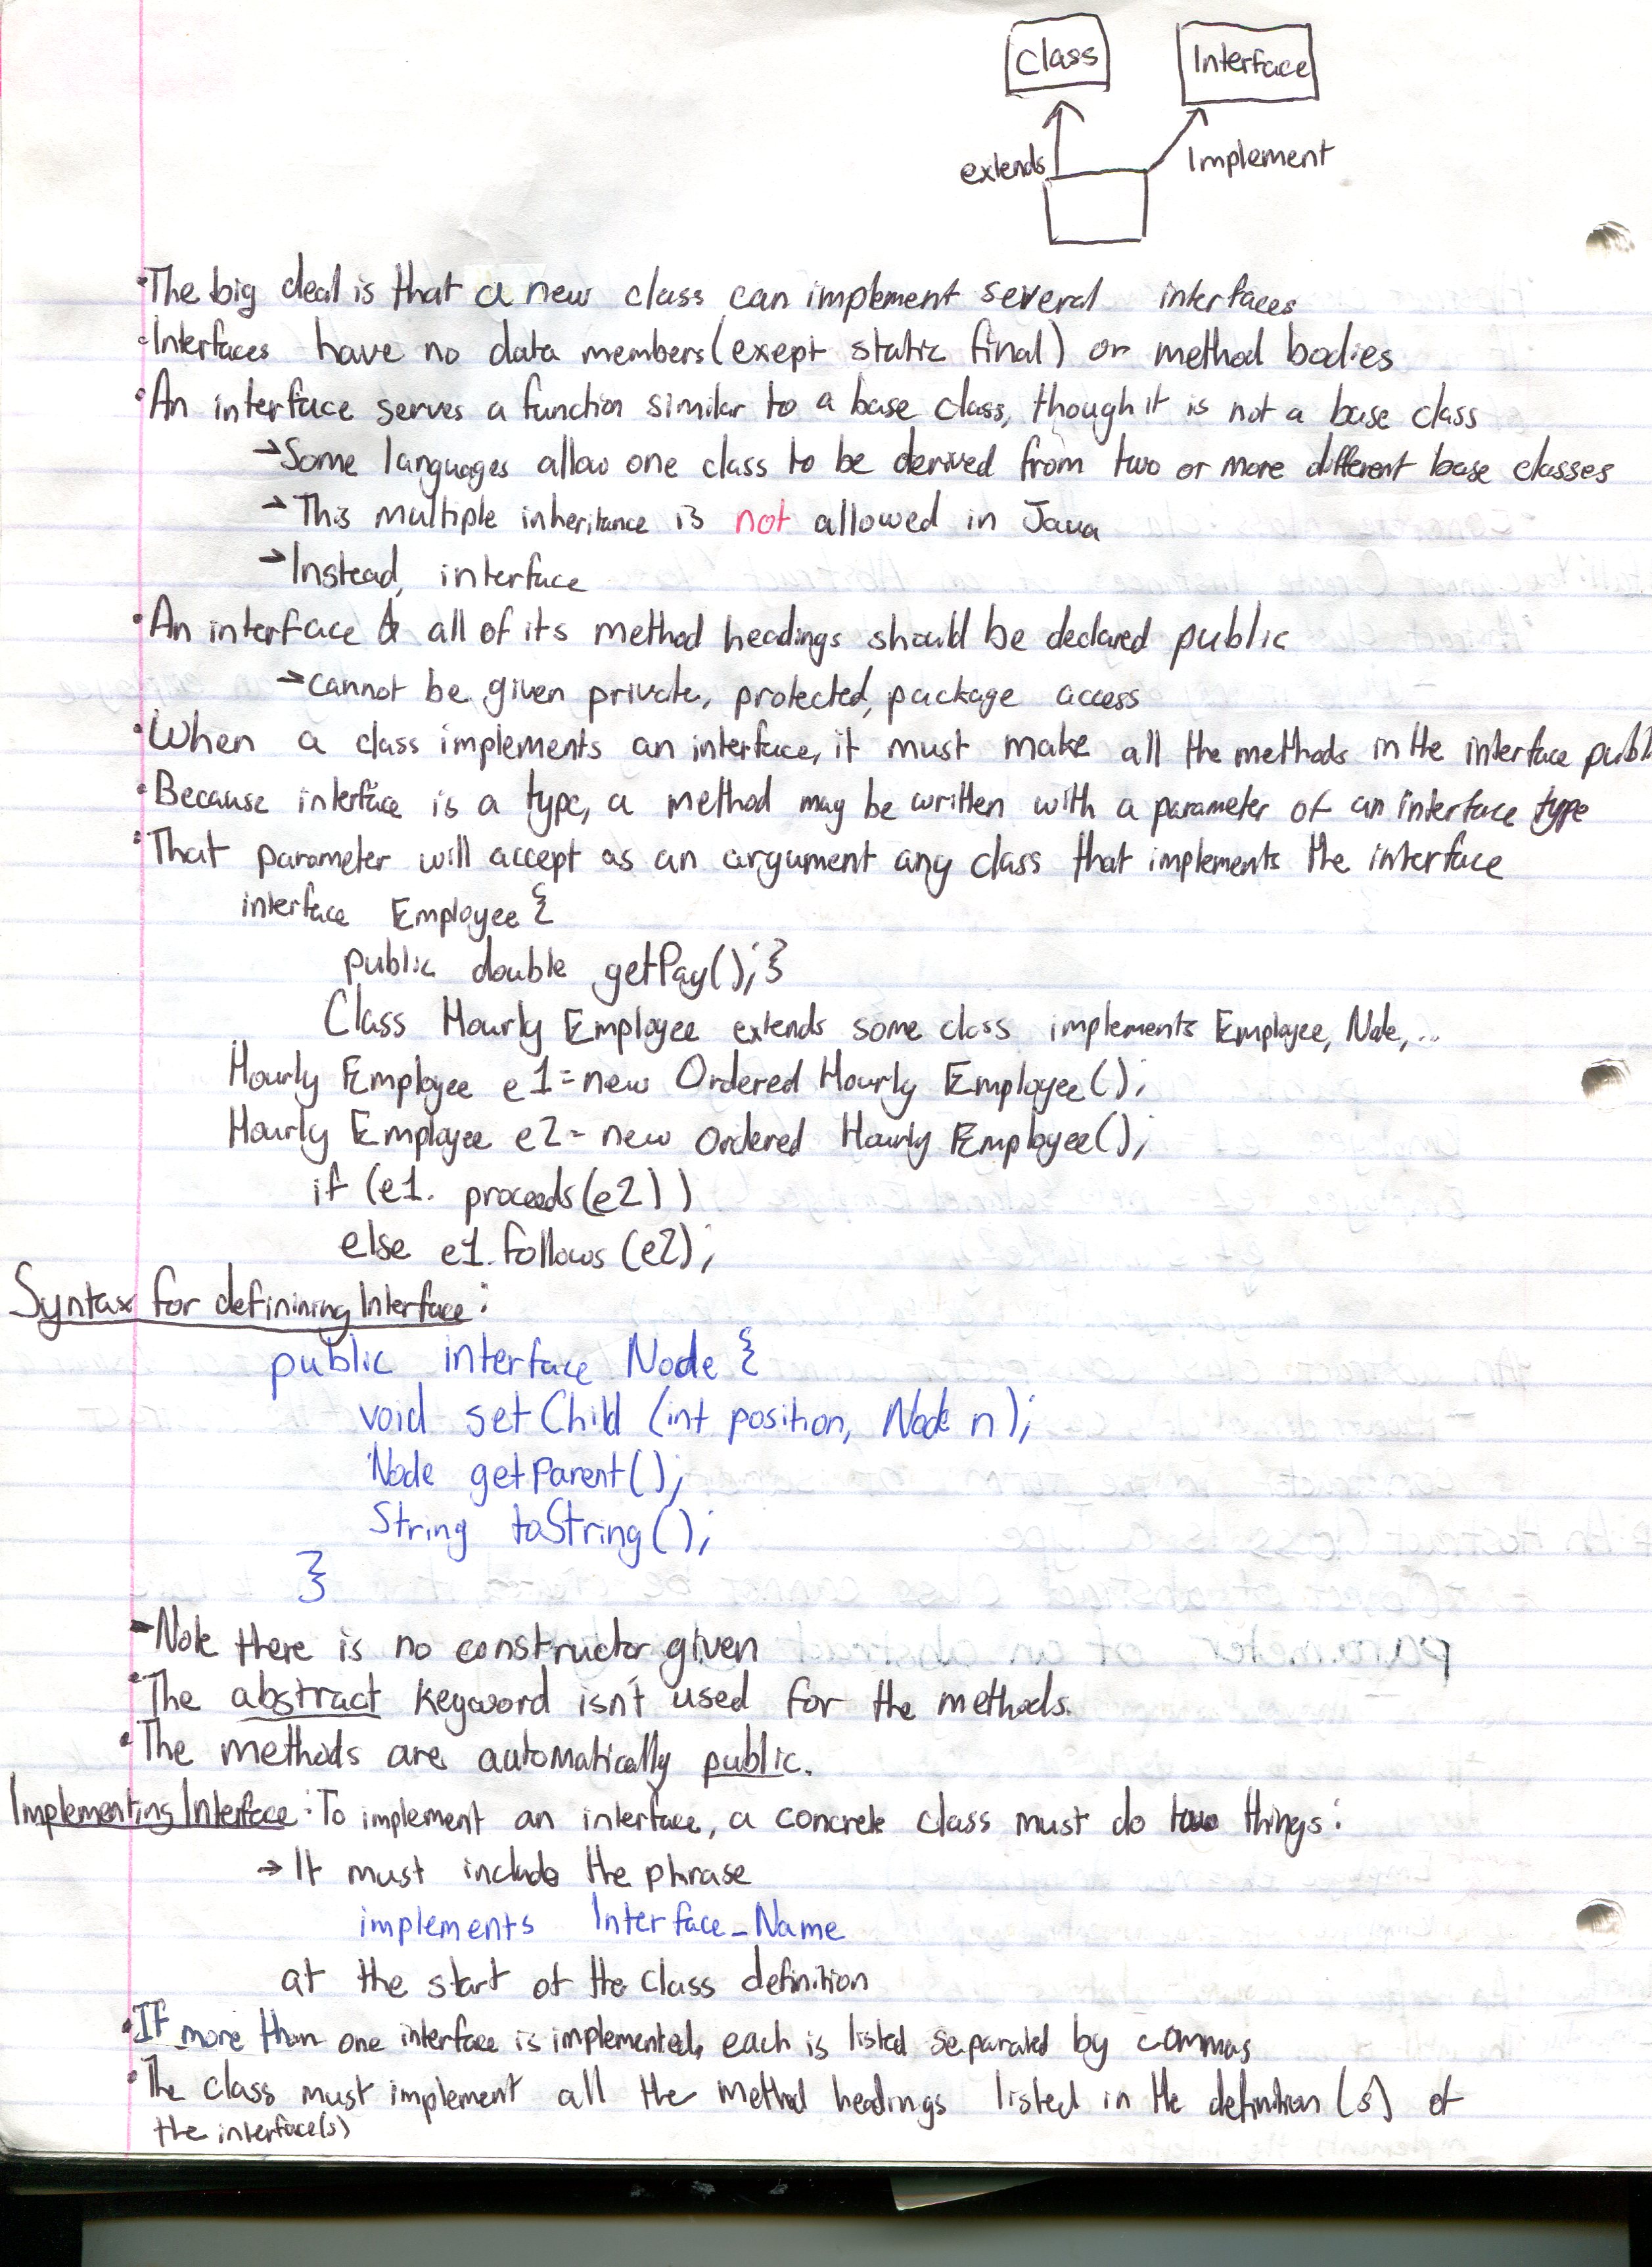 Class Interface
extends Implement
•The big deal is that a new class can implement several interfaces
•Interfaces have no data members(exept static final) or method bodies
•An interface serves a function similar to a base class, though it is not a base class
→Some languages allow one class to be derived from two or more different base classes
→This multiple inheritance is not allowed in Java
→Instead, interface
•An interface & all of its method headings should be declared public
→cannot be given private, protected, package access
•When a class implements an interface, it must make all the methods in the interface publ
•Because interface is a type, a method may be written with a parameter of an interface type
•That parameter will accept as an argument any class that implements the interface
interface Employee {
public double getPay();}
Class Hourly Employee extends some class implements Employee, Node,...
Hourly Employee e1=new Ordered Hourly Employee();
Hourly Employee e2=new Ordered Hourly Employee();
if (e1. proceeds(e2))
else e1.follows(e2);
Syntax for definining Interface:
public interface Node {
void setChild (int position, Node n);
Node getParent();
String toString();
}
-Note there is no constructor given
•The abstract keyword isn't used for the methods.
•The methods are automatically public.
Implementing Interface: To implement an interface, a concrete class must do two things:
→It must include the phrase
implements Interface_Name
at the start of the class definition
•If more than one interface is implemented, each is listed separated by commas
•The class must implement all the method headings listed in the definition(s) of
the interface(s)